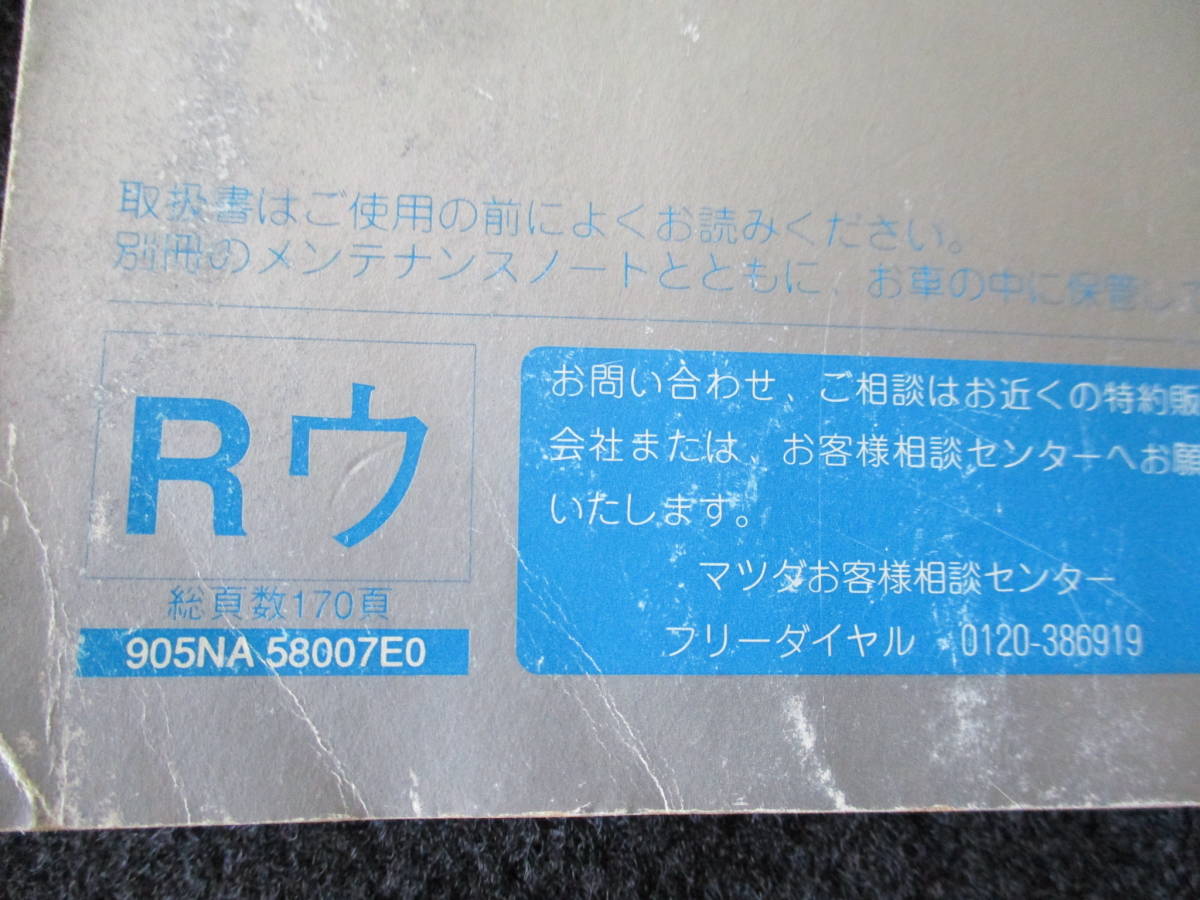 取扱書はご使用の前によくお読みください。
別冊のメンテナンスノートとともに、お車の中に保管し
Rウ
総頁数170頁
905NA 58007E0
お問い合わせ、ご相談はお近くの特約販
会社または、お客様相談センターへお願
いたします。
マツダお客様相談センター
フリーダイヤル 0120-386919